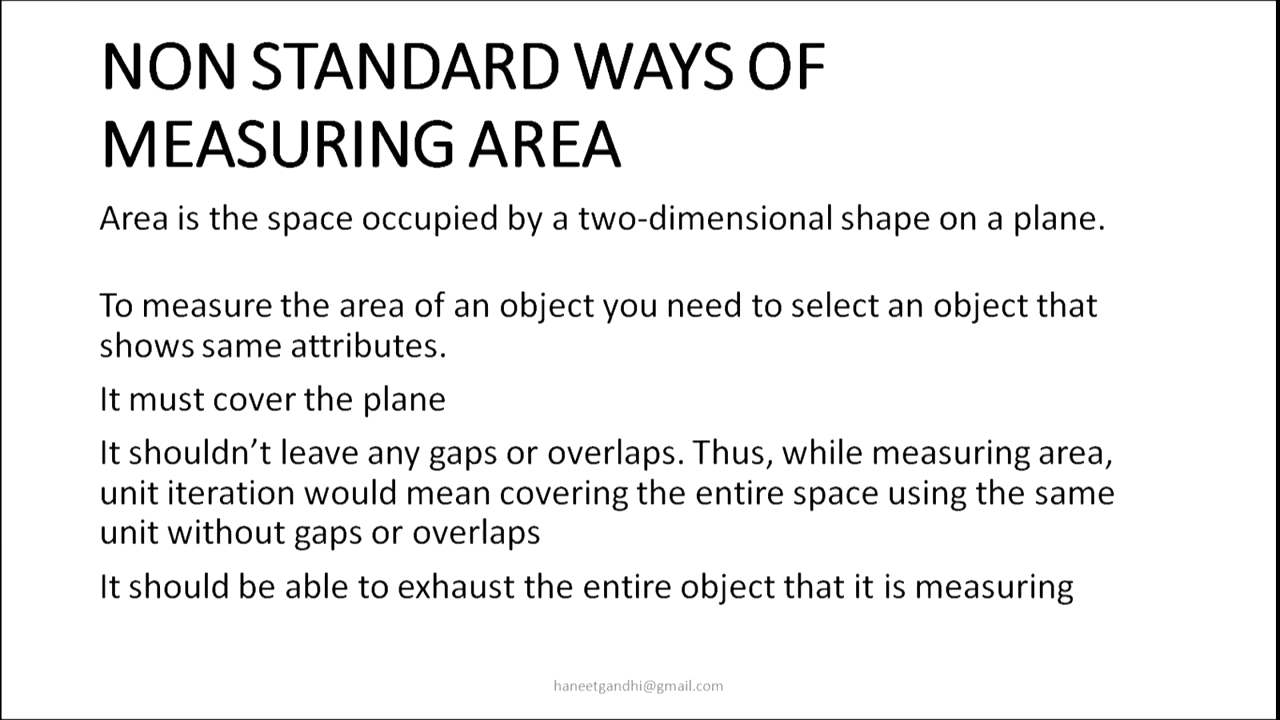 NON STANDARD WAYS OF
MEASURING AREA
Area is the space occupied by a two-dimensional shape on a plane.
To measure the area of an object you need to select an object that
shows same attributes.
It must cover the plane
It shouldn’t leave any gaps or overlaps. Thus, while measuring area,
unit iteration would mean covering the entire space using the same
unit without gaps or overlaps
It should be able to exhaust the entire object that it is measuring
haneetgandhi@gmail.com